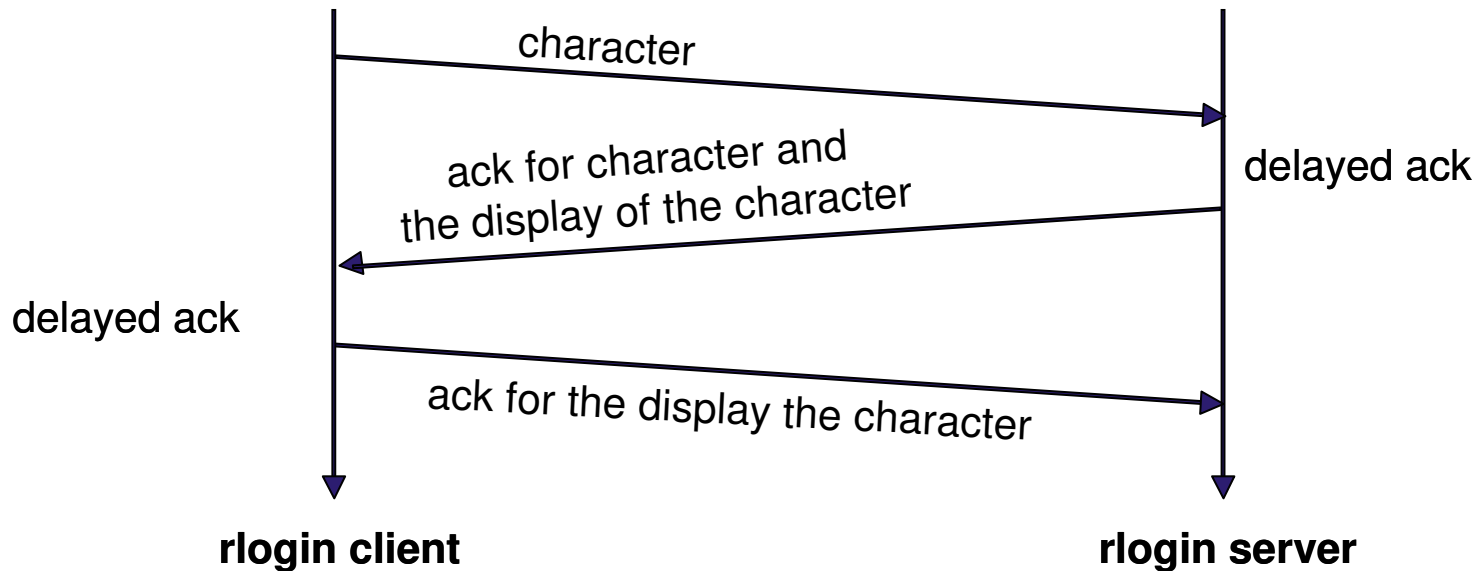 character
ack for character and
the display of the character
delayed ack
delayed ack
ack for the display the character
rlogin client
rlogin server